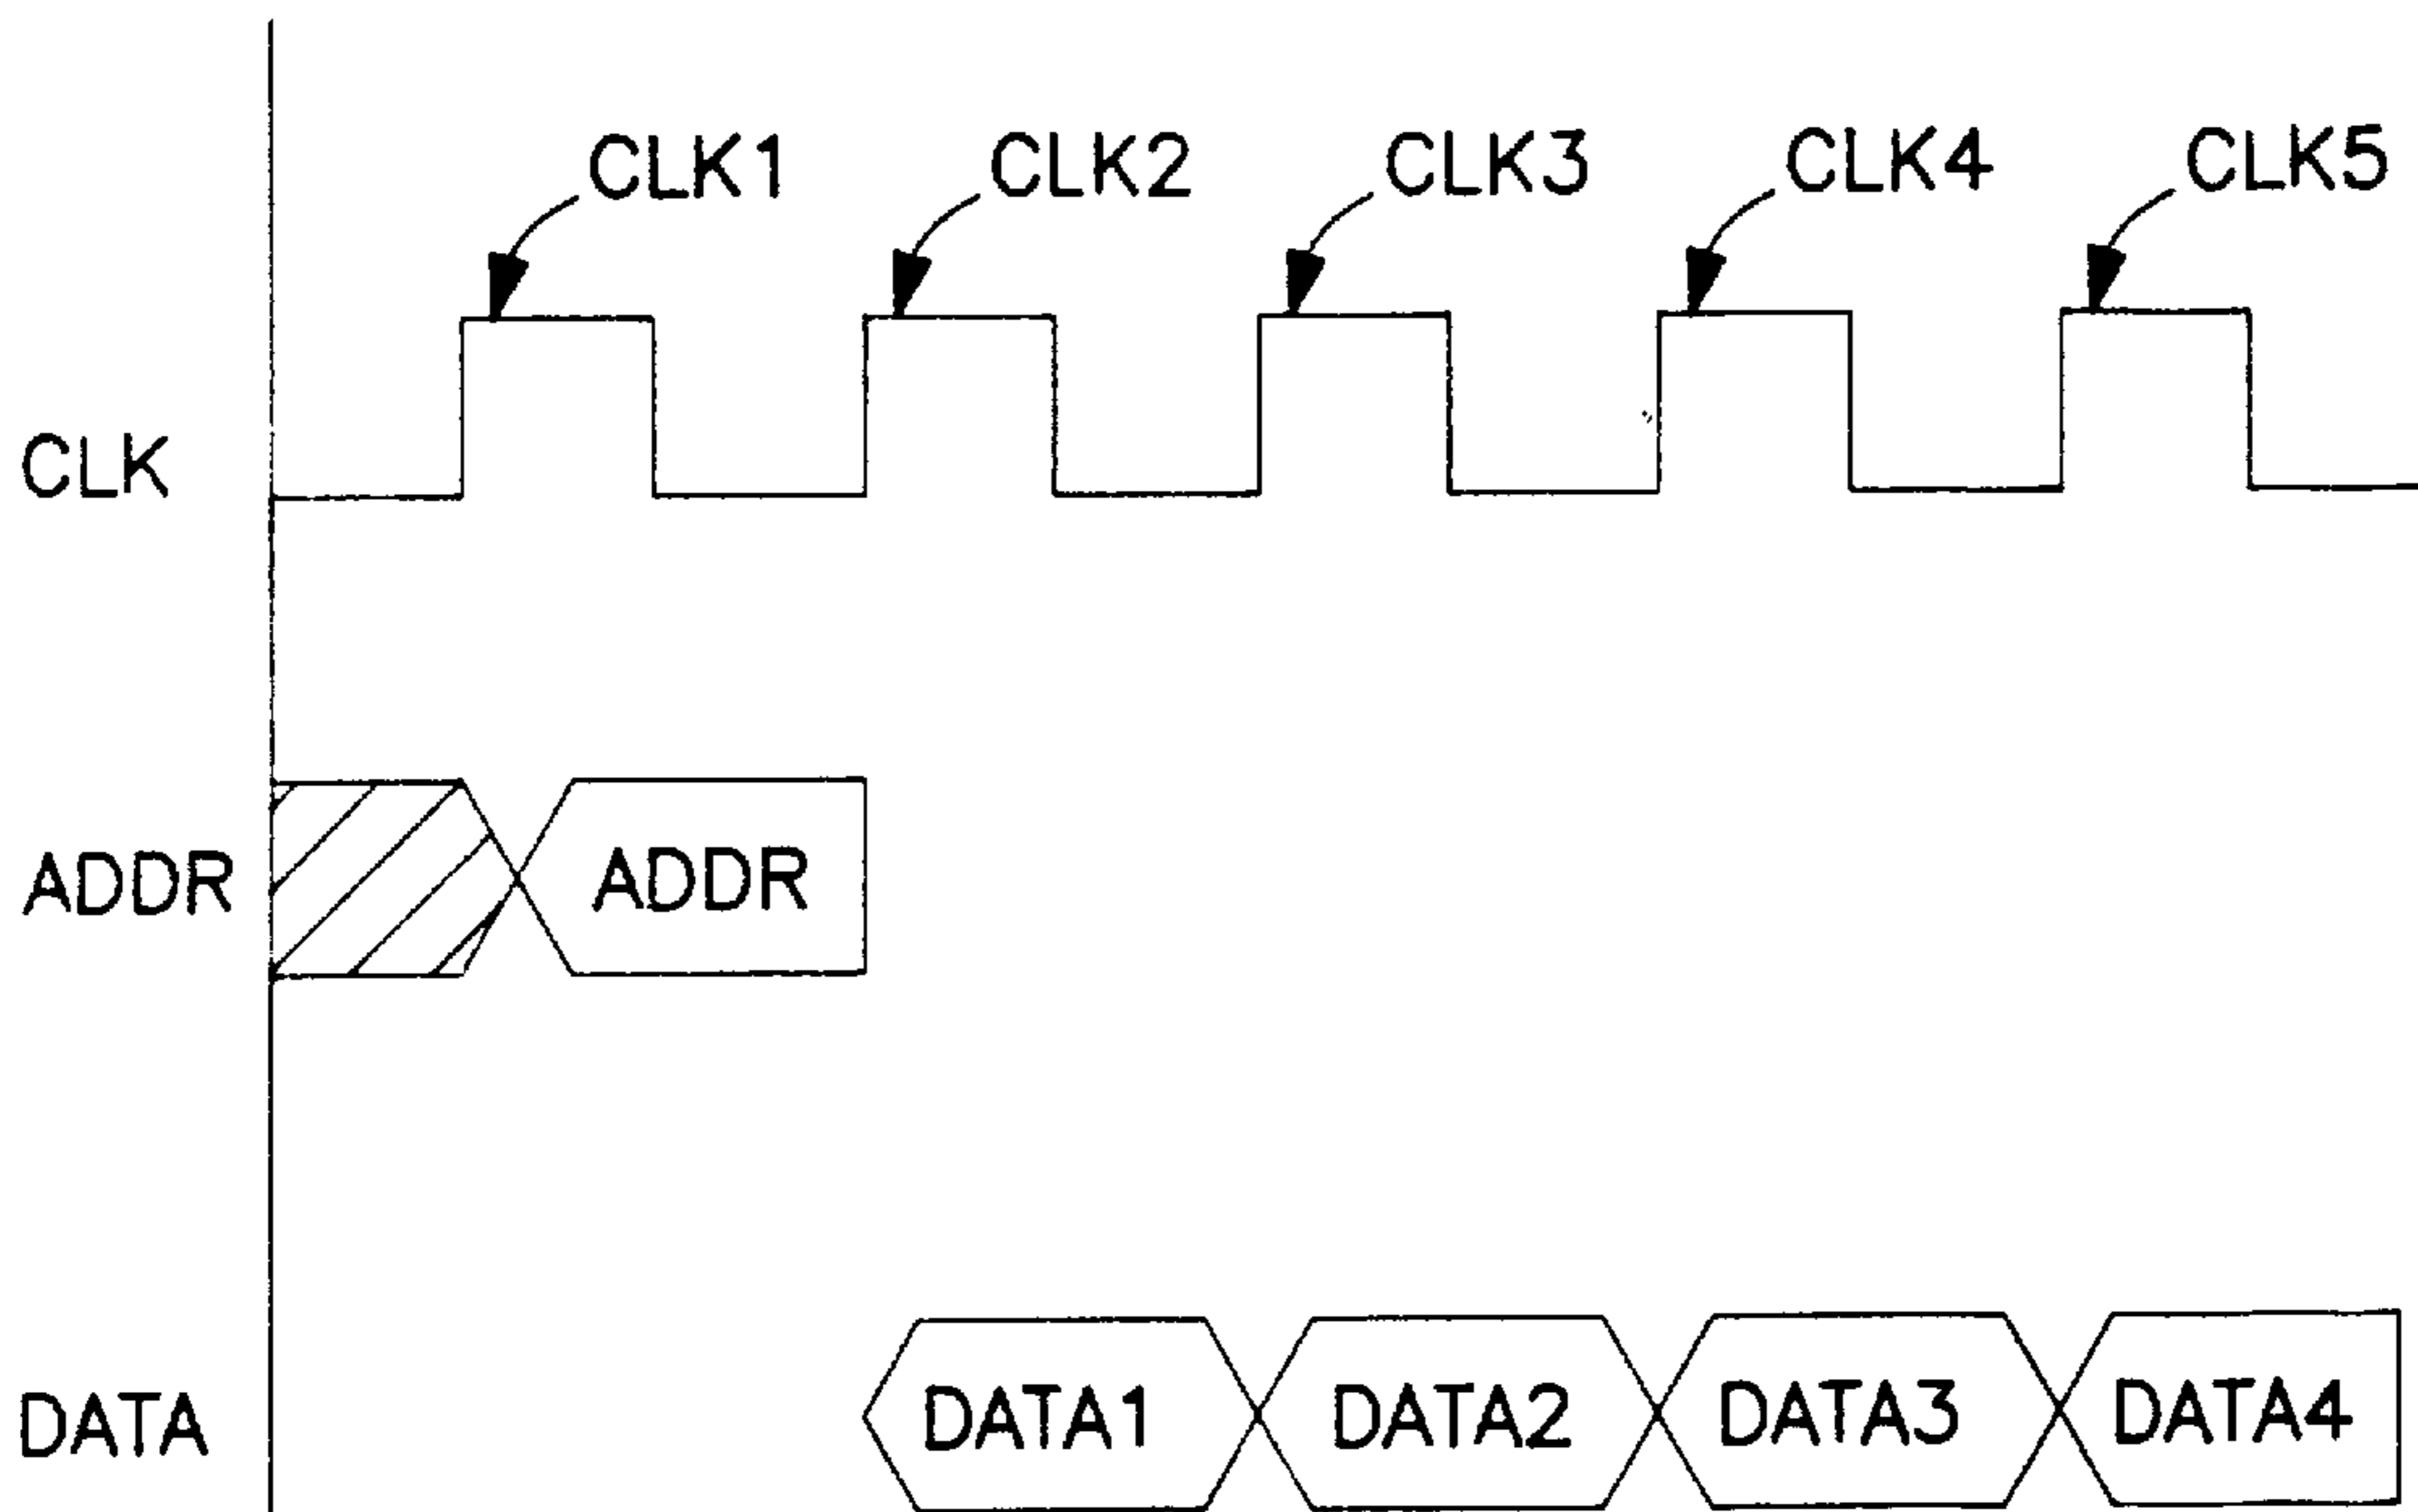 CLK1 CLK2 CLK3 CLK4 CLK5
CLK
ADDR ADDR
DATA DATA1 DATA2 DATA3 DATA4